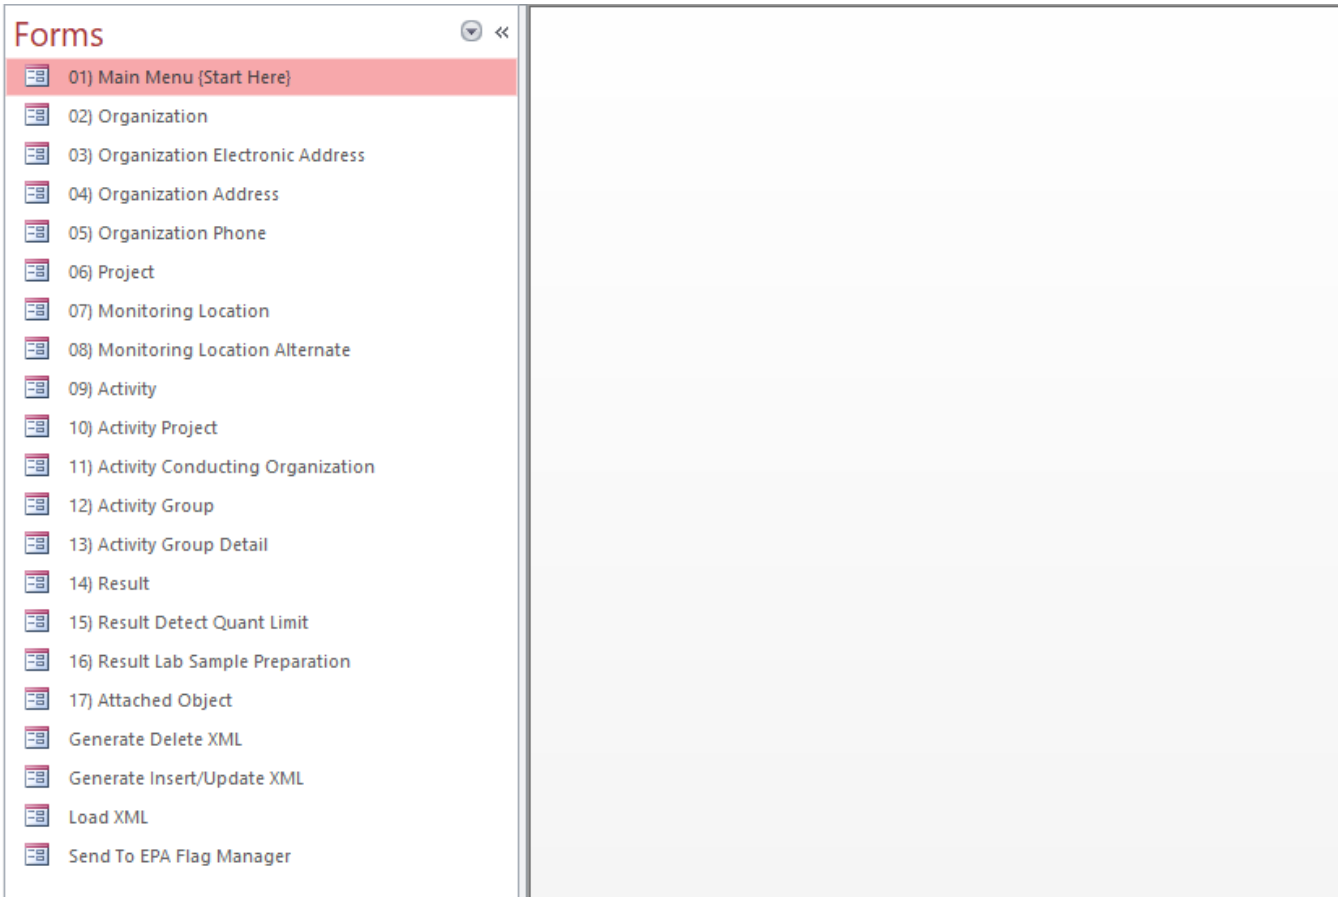 Forms
01) Main Menu {Start Here}
02) Organization
03) Organization Electronic Address
04) Organization Address
05) Organization Phone
06) Project
07) Monitoring Location
08) Monitoring Location Alternate
09) Activity
10) Activity Project
11) Activity Conducting Organization
12) Activity Group
13) Activity Group Detail
14) Result
15) Result Detect Quant Limit
16) Result Lab Sample Preparation
17) Attached Object
Generate Delete XML
Generate Insert/Update XML
Load XML
Send To EPA Flag Manager